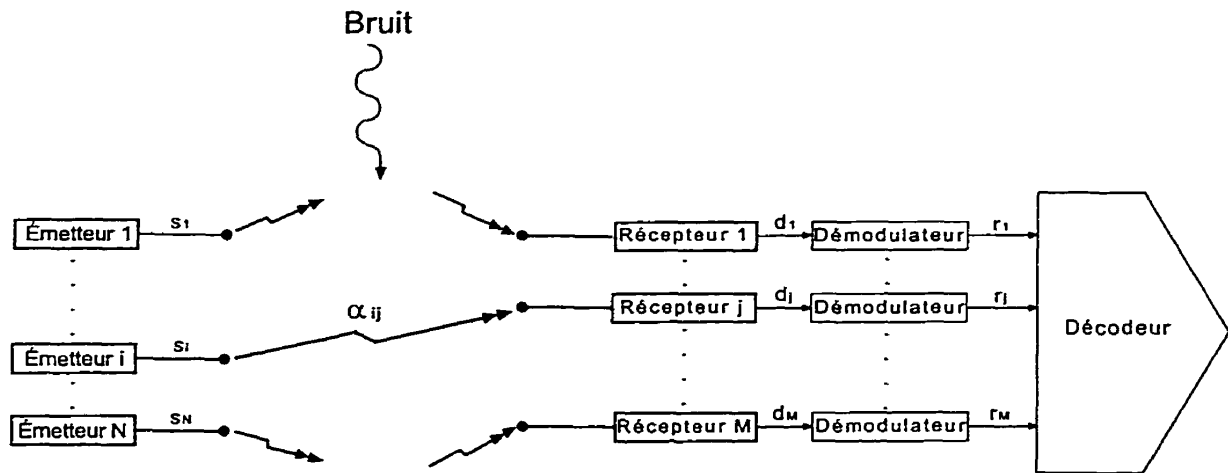 Bruit
Émetteur 1 s₁ Récepteur 1 d₁ Démodulateur r₁
αij Récepteur j dj Démodulateur rj
Décodeur
Émetteur i si
Émetteur N sN Récepteur M dM Démodulateur rM